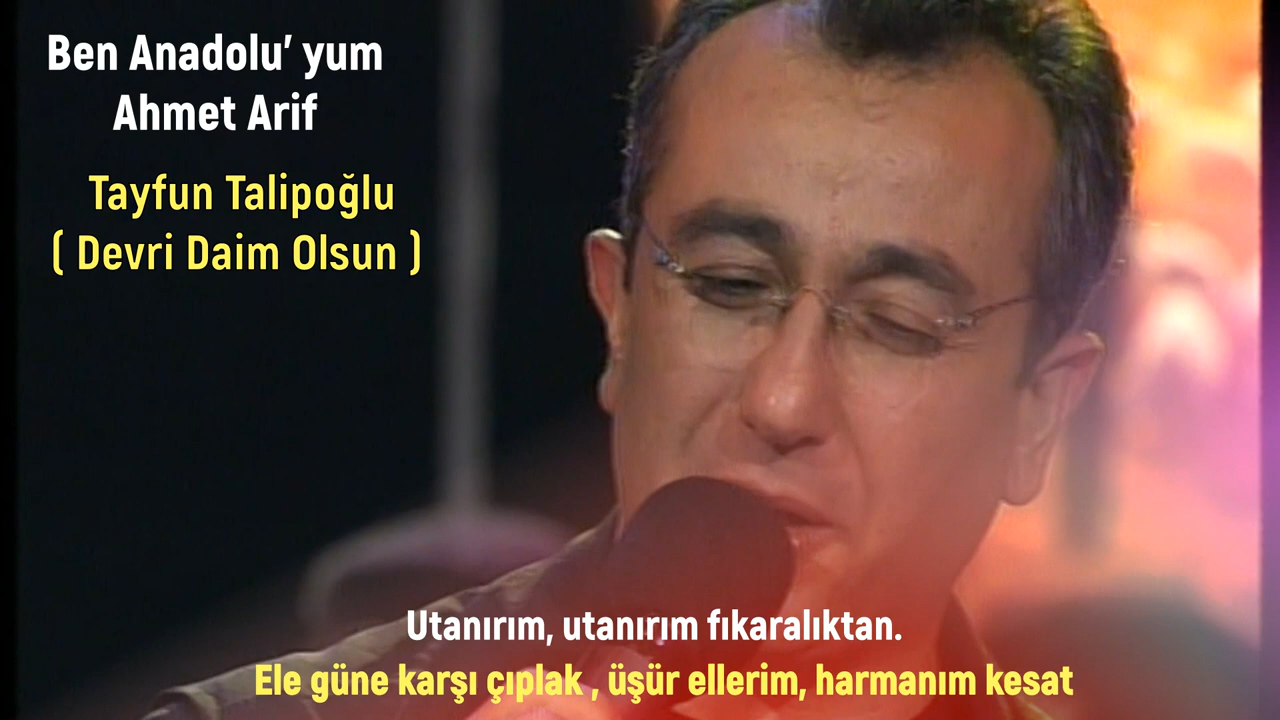 Ben Anadolu' yum
Ahmet Arif
Tayfun Talipoğlu
( Devri Daim Olsun )
Utanırım, utanırım fıkaralıktan.
Ele güne karşı çıplak , üşür ellerim, harmanım kesat